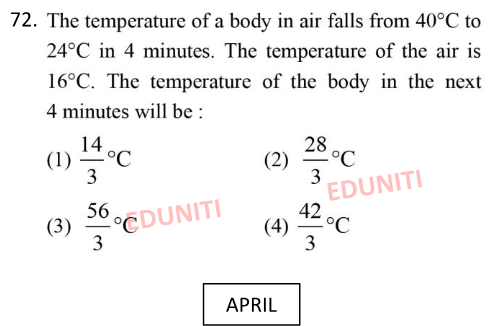 72. The temperature of a body in air falls from 40°C to
24°C in 4 minutes. The temperature of the air is
16°C. The temperature of the body in the next
4 minutes will be :
(1) 14/3 °C (2) 28/3 °C
EDUNITI
(3) 56/3 °C (4) 42/3 °C
EDUNITI
APRIL